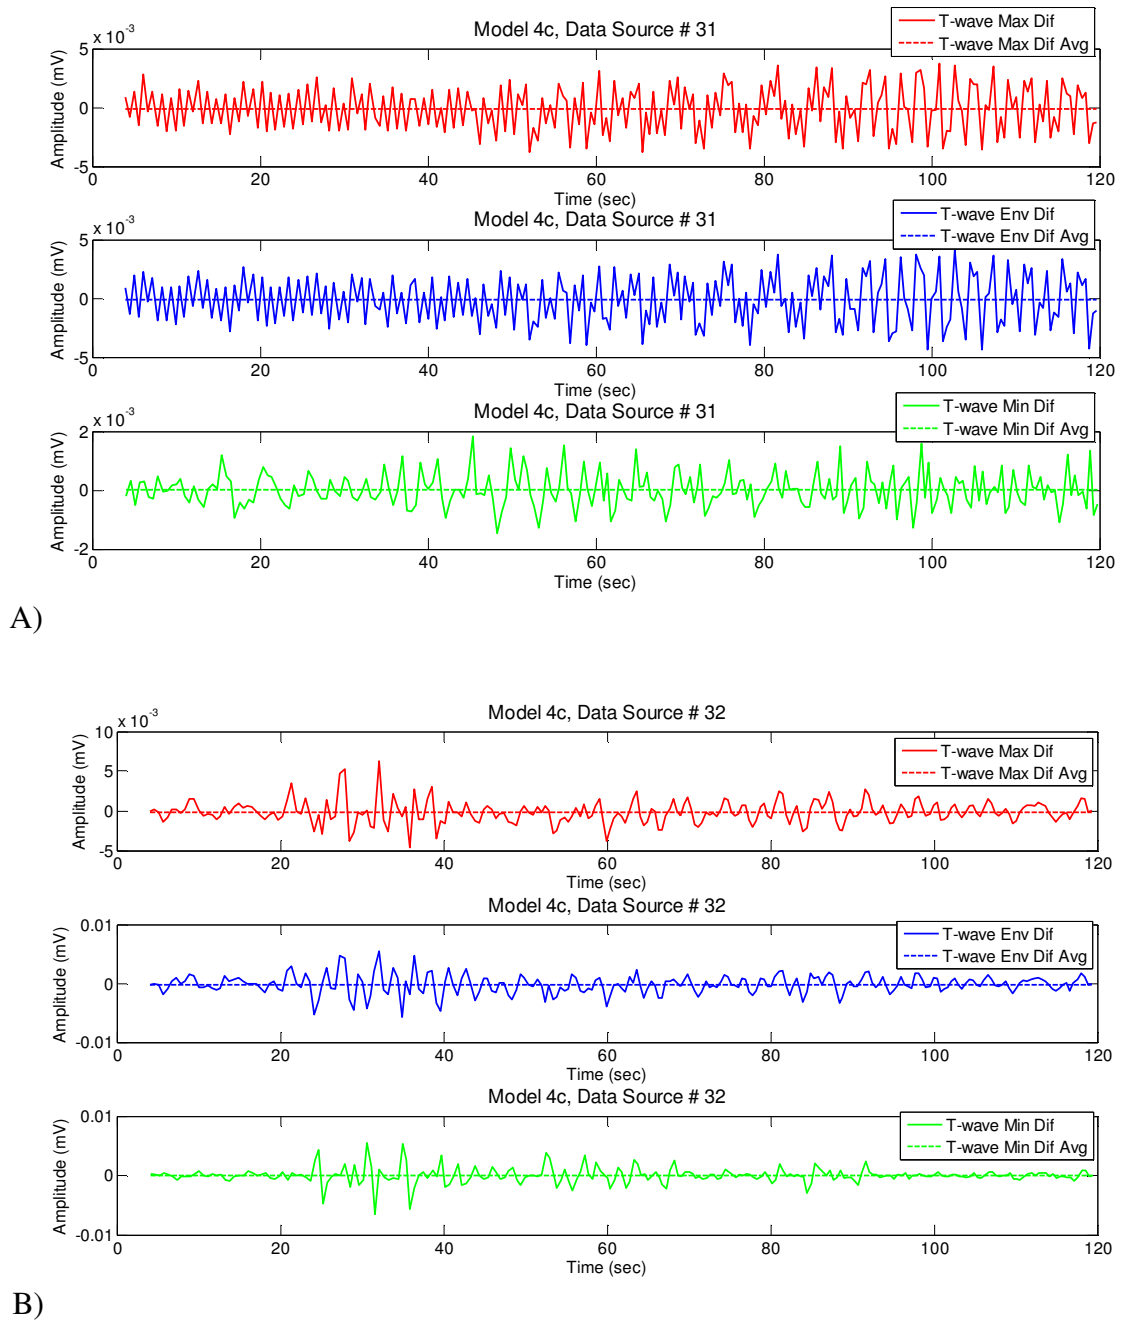 Model 4c, Data Source # 31
x 10-3
T-wave Max Dif
T-wave Max Dif Avg
Amplitude (mV)
5
0
-5
0 20 40 60 80 100 120
Time (sec)
Model 4c, Data Source # 31
x 10-3
T-wave Env Dif
T-wave Env Dif Avg
Amplitude (mV)
5
0
-5
0 20 40 60 80 100 120
Time (sec)
Model 4c, Data Source # 31
x 10-3
T-wave Min Dif
T-wave Min Dif Avg
Amplitude (mV)
2
0
-2
0 20 40 60 80 100 120
Time (sec)
A)
Model 4c, Data Source # 32
x 10-3
T-wave Max Dif
T-wave Max Dif Avg
Amplitude (mV)
10
5
0
-5
0 20 40 60 80 100 120
Time (sec)
Model 4c, Data Source # 32
T-wave Env Dif
T-wave Env Dif Avg
Amplitude (mV)
0.01
0
-0.01
0 20 40 60 80 100 120
Time (sec)
Model 4c, Data Source # 32
T-wave Min Dif
T-wave Min Dif Avg
Amplitude (mV)
0.01
0
-0.01
0 20 40 60 80 100 120
Time (sec)
B)